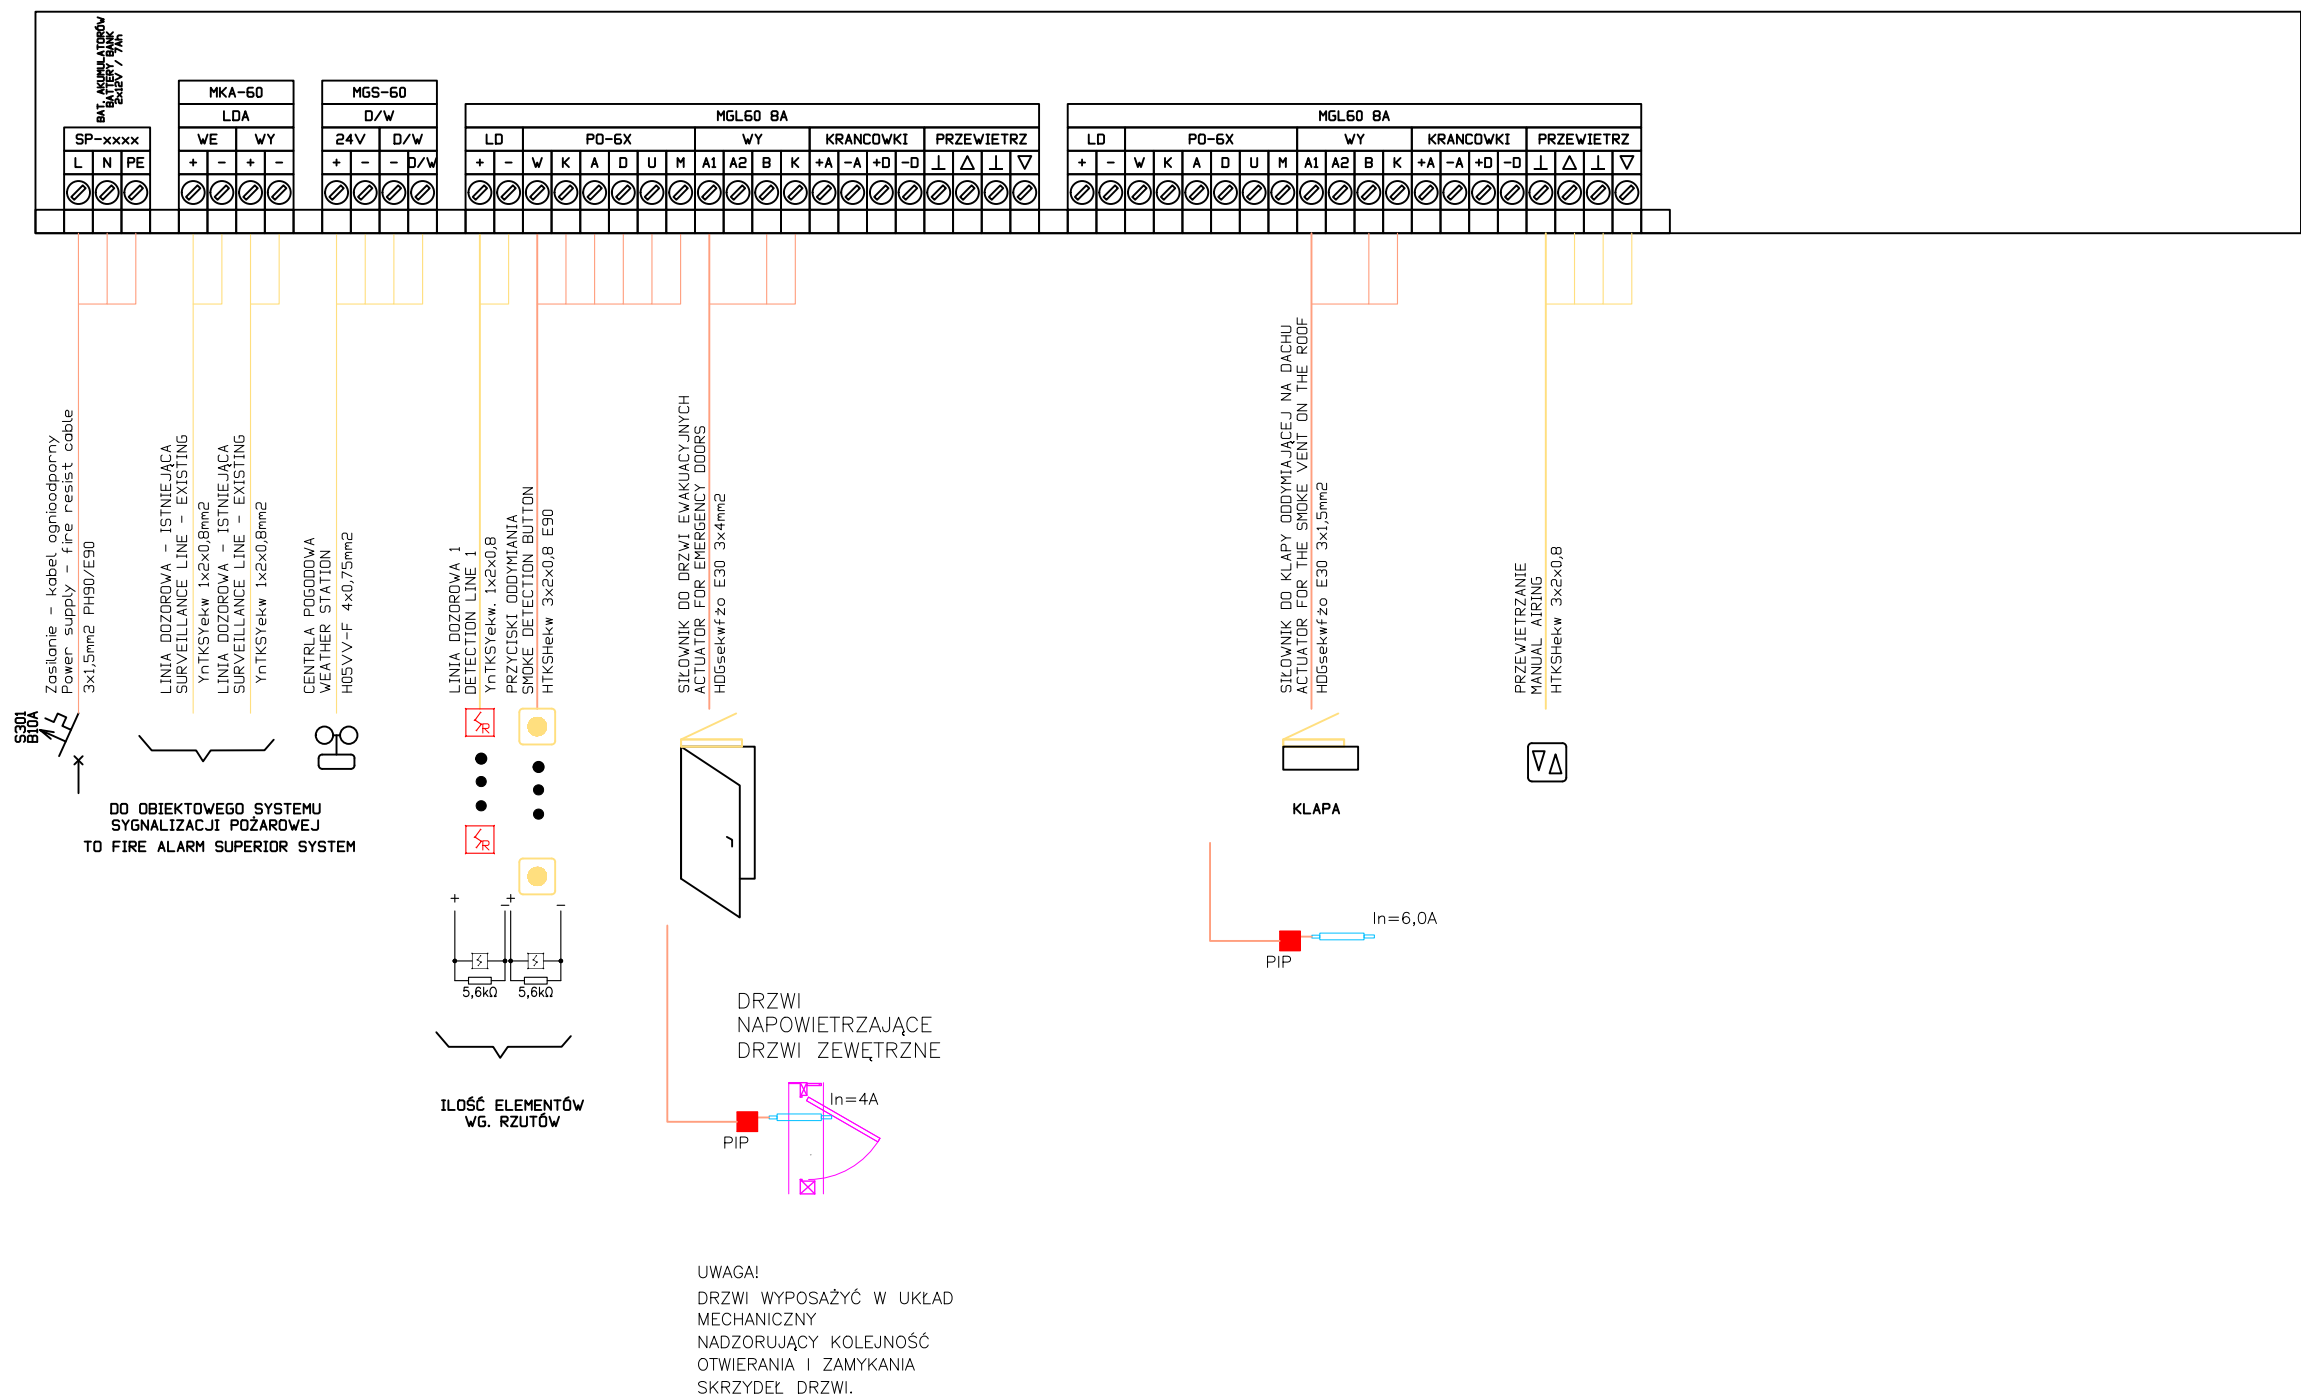 BAT. AKUMULATORÓW
BATTERY BANK
2x12V / 7Ah
SP-xxxx
L N PE
MKA-60
LDA
WE WY
+ - + -
MGS-60
D/W
24V D/W
+ - - D/W
MGL60 8A
LD PO-6X WY KRANCOWKI PRZEWIETRZ
+ - W K A D U M A1 A2 B K +A -A +D -D ⊥ △ ⊥ ▽
MGL60 8A
LD PO-6X WY KRANCOWKI PRZEWIETRZ
+ - W K A D U M A1 A2 B K +A -A +D -D ⊥ △ ⊥ ▽
Zasilanie - kabel ognioodporny
Power supply - fire resist cable
3x1,5mm2 PH90/E90
LINIA DOZOROWA - ISTNIEJĄCA
SURVEILLANCE LINE - EXISTING
YnTKSYekw 1x2x0,8mm2
LINIA DOZOROWA - ISTNIEJĄCA
SURVEILLANCE LINE - EXISTING
YnTKSYekw 1x2x0,8mm2
CENTRLA POGODOWA
WEATHER STATION
H05VV-F 4x0,75mm2
LINIA DOZOROWA 1
DETECTION LINE 1
YnTKSYekw. 1x2x0,8
PRZYCISKI ODDYMIANIA
SMOKE DETECTION BUTTON
HTKSHekw 3x2x0,8 E90
SIŁOWNIK DO DRZWI EWAKUACYJNYCH
ACTUATOR FOR EMERGENCY DOORS
HDGsekwfżo E30 3x4mm2
SIŁOWNIK DO KLAPY ODDYMIAJĄCEJ NA DACHU
ACTUATOR FOR THE SMOKE VENT ON THE ROOF
HDGsekwfżo E30 3x1,5mm2
PRZEWIETRZANIE
MANUAL AIRING
HTKSHekw 3x2x0,8
S301
B10A
DO OBIEKTOWEGO SYSTEMU
SYGNALIZACJI POŻAROWEJ
TO FIRE ALARM SUPERIOR SYSTEM
R
R
+ - + -
5,6kΩ 5,6kΩ
ILOŚĆ ELEMENTÓW
WG. RZUTÓW
KLAPA
In=6,0A
PIP
DRZWI
NAPOWIETRZAJĄCE
DRZWI ZEWĘTRZNE
In=4A
PIP
UWAGA!
DRZWI WYPOSAŻYĆ W UKŁAD
MECHANICZNY
NADZORUJĄCY KOLEJNOŚĆ
OTWIERANIA I ZAMYKANIA
SKRZYDEŁ DRZWI.